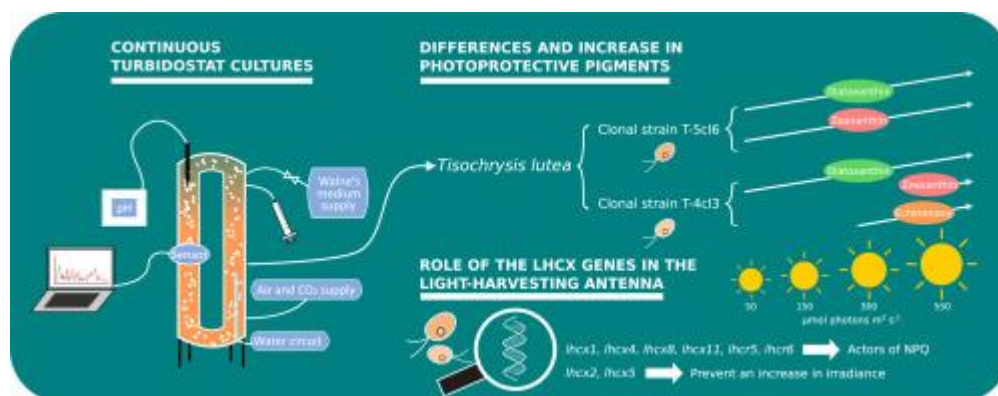 CONTINUOUS
TURBIDOSTAT CULTURES
pH
Sensor
Walne's
medium
supply
Air and CO₂ supply
Water circuit
DIFFERENCES AND INCREASE IN
PHOTOPROTECTIVE PIGMENTS
Tisochrysis lutea
Clonal strain T-5cl6
Diatoxanthin
Zeaxanthin
Clonal strain T-4cl3
Diatoxanthin
Zeaxanthin
50
150
300
550
μmol photons m² s¹
ROLE OF THE LHCX GENES IN THE
LIGHT-HARVESTING ANTENNA
lhcx1, lhcx4, lhcx8, lhcx11, lhcr5, lhcr6
Actors of NPQ
lhcx2, lhcx5
Prevent an increase in irradiance